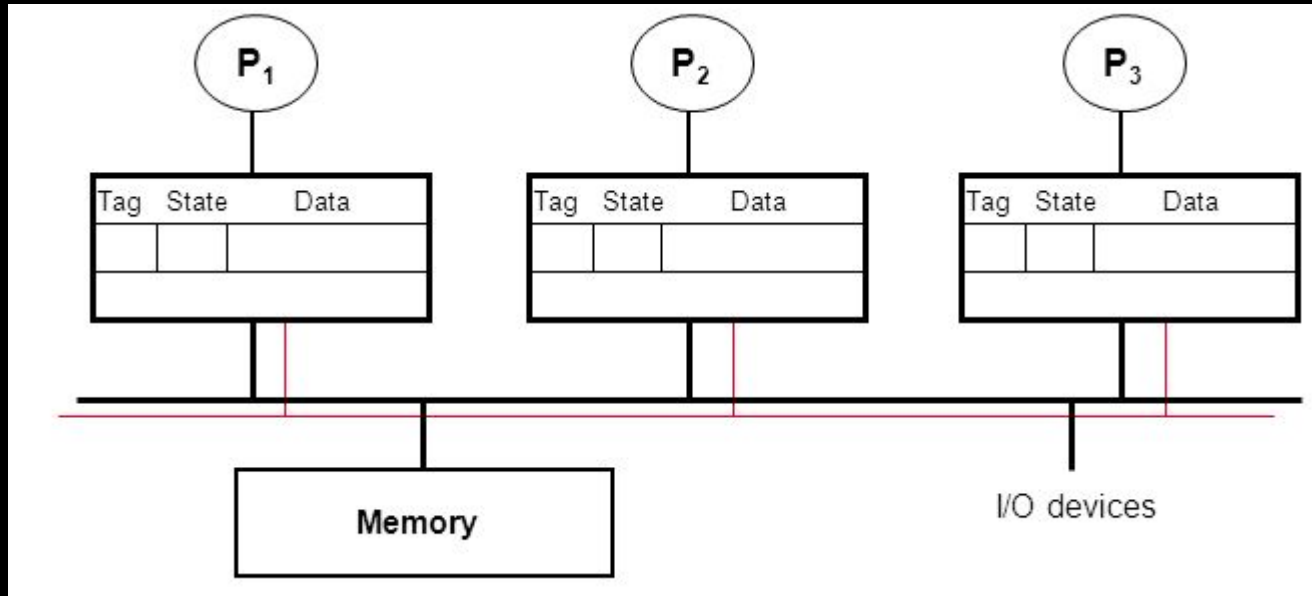 P₁ P₂ P₃
Tag State Data Tag State Data Tag State Data
I/O devices
Memory